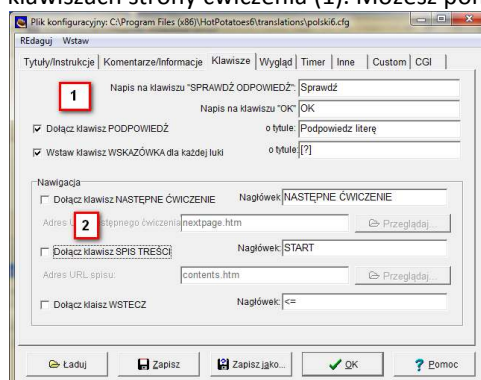 klawiszach strony ćwiczenia (1). Możesz
Plik konfiguracyjny: C:\Program Files (x86)\HotPotatoes6\translations\polski6.cfg
REdaguj Wstaw
Tytuły/Instrukcje Komentarze/Informacje Klawisze Wygląd Timer Inne Custom CGI
Napis na klawiszu "SPRAWDŹ ODPOWIEDŹ": Sprawdź
1
Napis na klawiszu "OK" OK
Dołącz klawisz PODPOWIEDŹ o tytule: Podpowiedz literę
Wstaw klawisz WSKAZÓWKA dla każdej luki o tytule: [?]
Nawigacja
Dołącz klawisz NASTĘPNE ĆWICZENIE Nagłówek NASTĘPNE ĆWICZENIE
Adres następnego ćwiczenia nextpage.htm Przeglądaj...
2
Dołącz klawisz SPIS TREŚCI Nagłówek: START
Adres URL spisu: contents.htm Przeglądaj...
Dołącz klaisz WSTECZ Nagłówek: <=
Ładuj Zapisz Zapisz jako... OK Pomoc